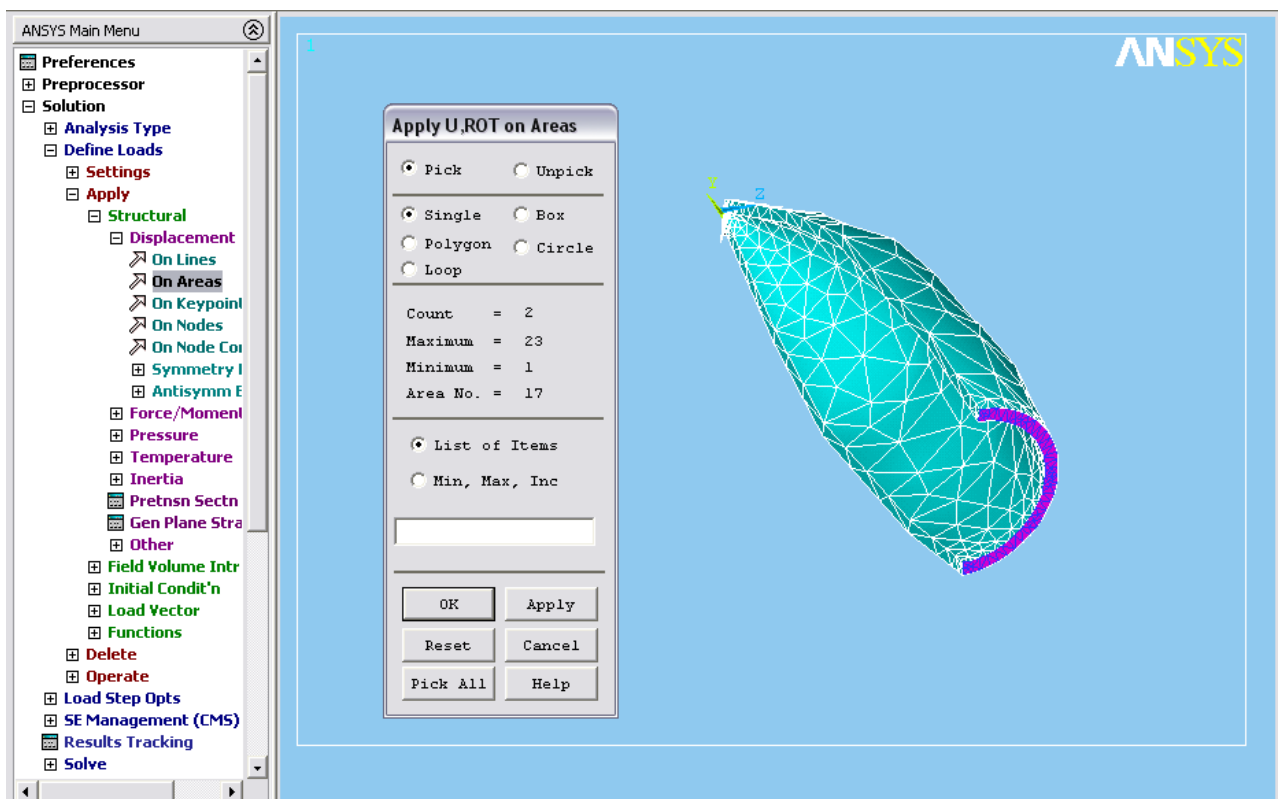 ANSYS Main Menu
Preferences
Preprocessor
Solution
Analysis Type
Define Loads
Settings
Apply
Structural
Displacement
On Lines
On Areas
On Keypoint
On Nodes
On Node Cor
Symmetry
Antisymm
Force/Moment
Pressure
Temperature
Inertia
Pretnsn Sectn
Gen Plane Stra
Other
Field Volume Intr
Initial Condit'n
Load Vector
Functions
Delete
Operate
Load Step Opts
SE Management (CMS)
Results Tracking
Solve
1
ANSYS
Apply U,ROT on Areas
Pick Unpick
Single Box
Polygon Circle
Loop
Count = 2
Maximum = 23
Minimum = 1
Area No. = 17
List of Items
Min, Max, Inc
OK Apply
Reset Cancel
Pick All Help
Y
Z